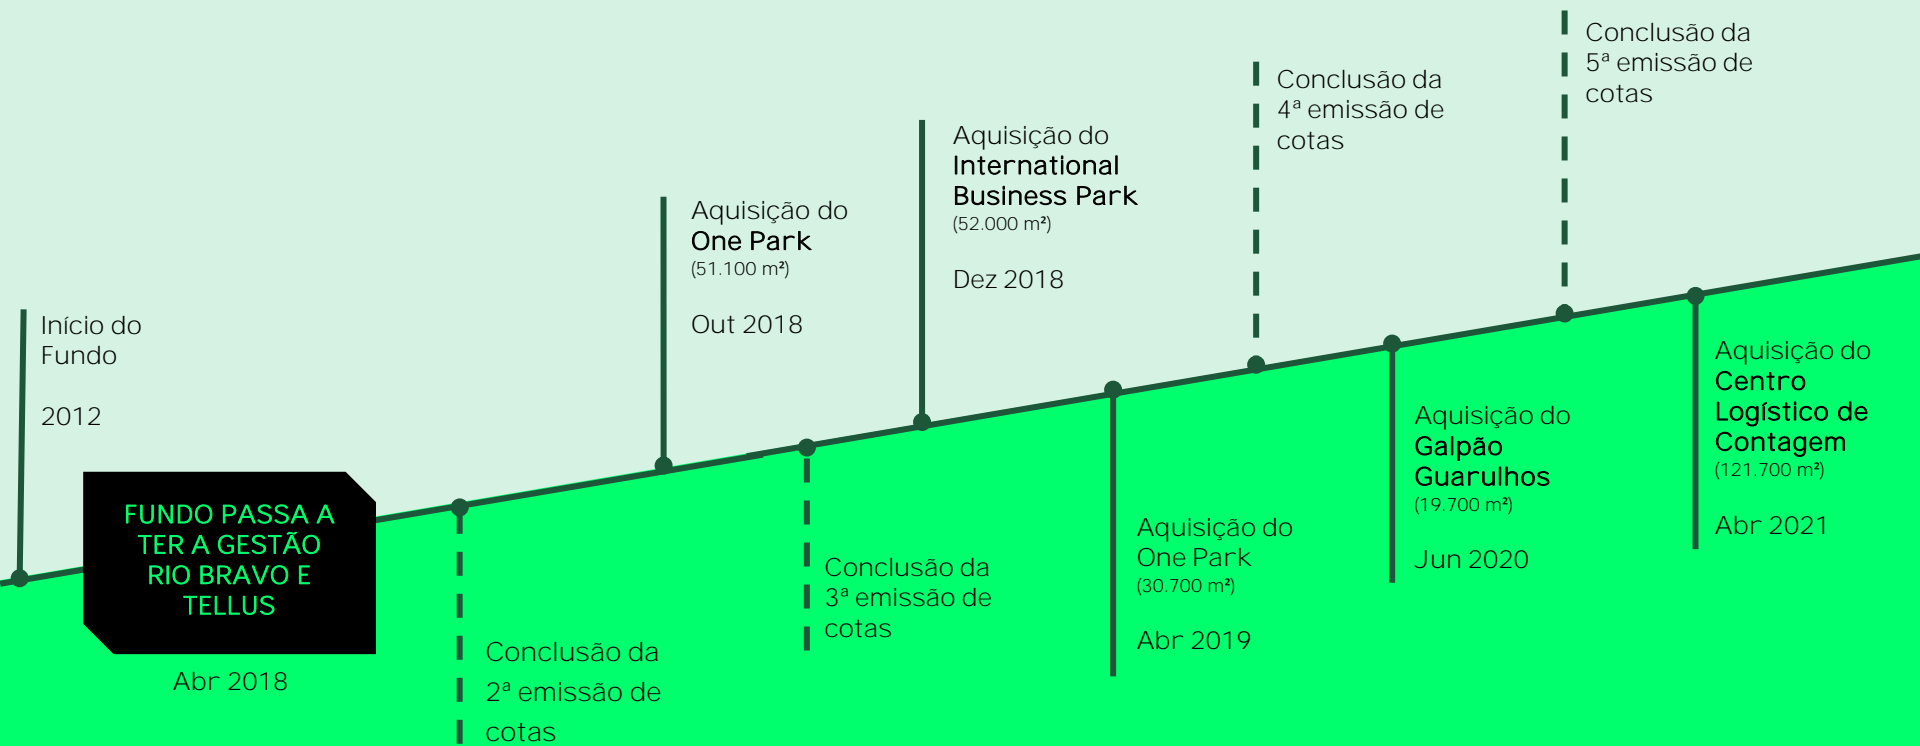 Início do
Fundo
2012
FUNDO PASSA A
TER A GESTÃO
RIO BRAVO E
TELLUS
Abr 2018
Conclusão da
2ª emissão de
cotas
Aquisição do
One Park
(51.100 m²)
Out 2018
Conclusão da
3ª emissão de
cotas
Aquisição do
International
Business Park
(52.000 m²)
Dez 2018
Aquisição do
One Park
(30.700 m²)
Abr 2019
Conclusão da
4ª emissão de
cotas
Aquisição do
Galpão
Guarulhos
(19.700 m²)
Jun 2020
Conclusão da
5ª emissão de
cotas
Aquisição do
Centro
Logístico de
Contagem
(121.700 m²)
Abr 2021